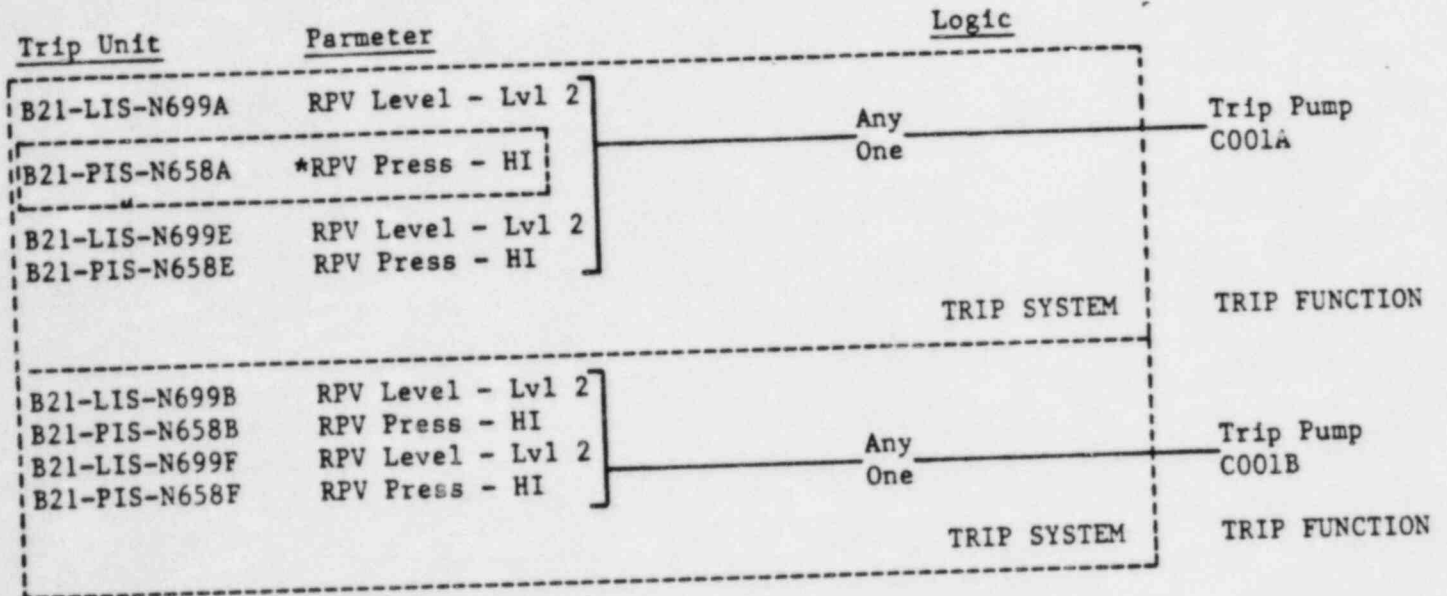 Trip Unit Parmeter Logic
B21-LIS-N699A RPV Level - Lvl 2
Any One
Trip Pump C001A
B21-PIS-N658A *RPV Press - HI
B21-LIS-N699E RPV Level - Lvl 2
B21-PIS-N658E RPV Press - HI
TRIP SYSTEM TRIP FUNCTION
B21-LIS-N699B RPV Level - Lvl 2
B21-PIS-N658B RPV Press - HI
Any One
Trip Pump C001B
B21-LIS-N699F RPV Level - Lvl 2
B21-PIS-N658F RPV Press - HI
TRIP SYSTEM TRIP FUNCTION